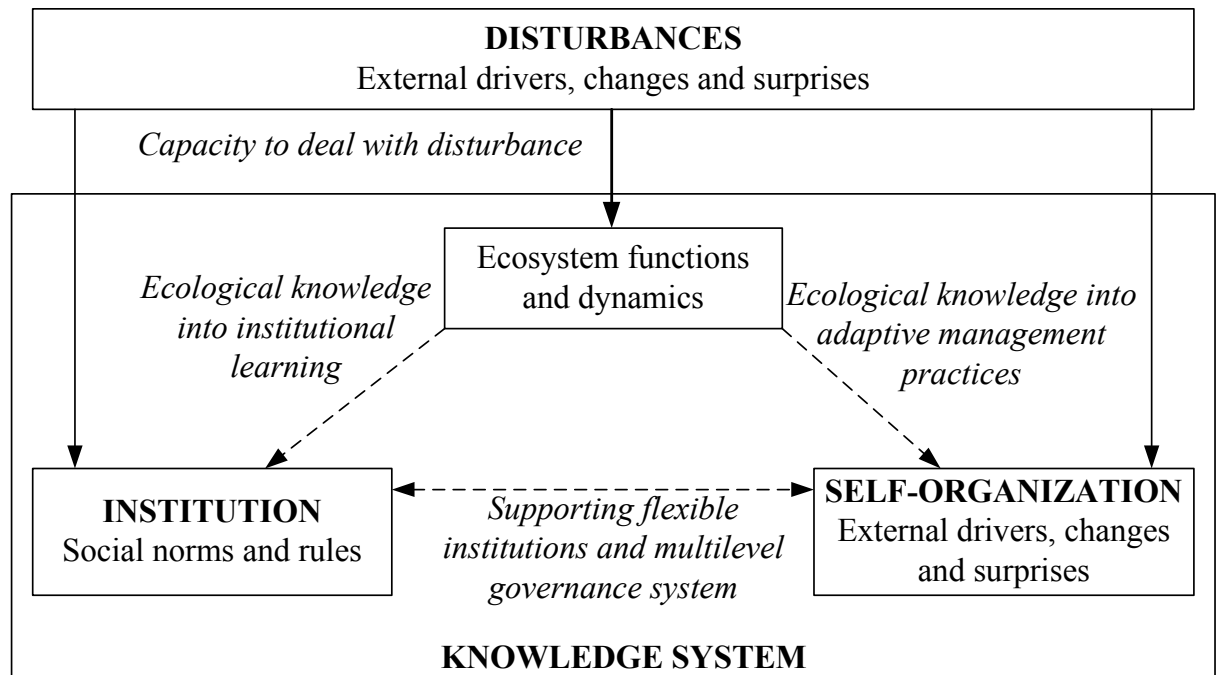 DISTURBANCES
External drivers, changes and surprises
Capacity to deal with disturbance
Ecosystem functions
and dynamics
Ecological knowledge
into institutional
learning
Ecological knowledge into
adaptive management
practices
INSTITUTION
Social norms and rules
Supporting flexible
institutions and multilevel
governance system
SELF-ORGANIZATION
External drivers, changes
and surprises
KNOWLEDGE SYSTEM